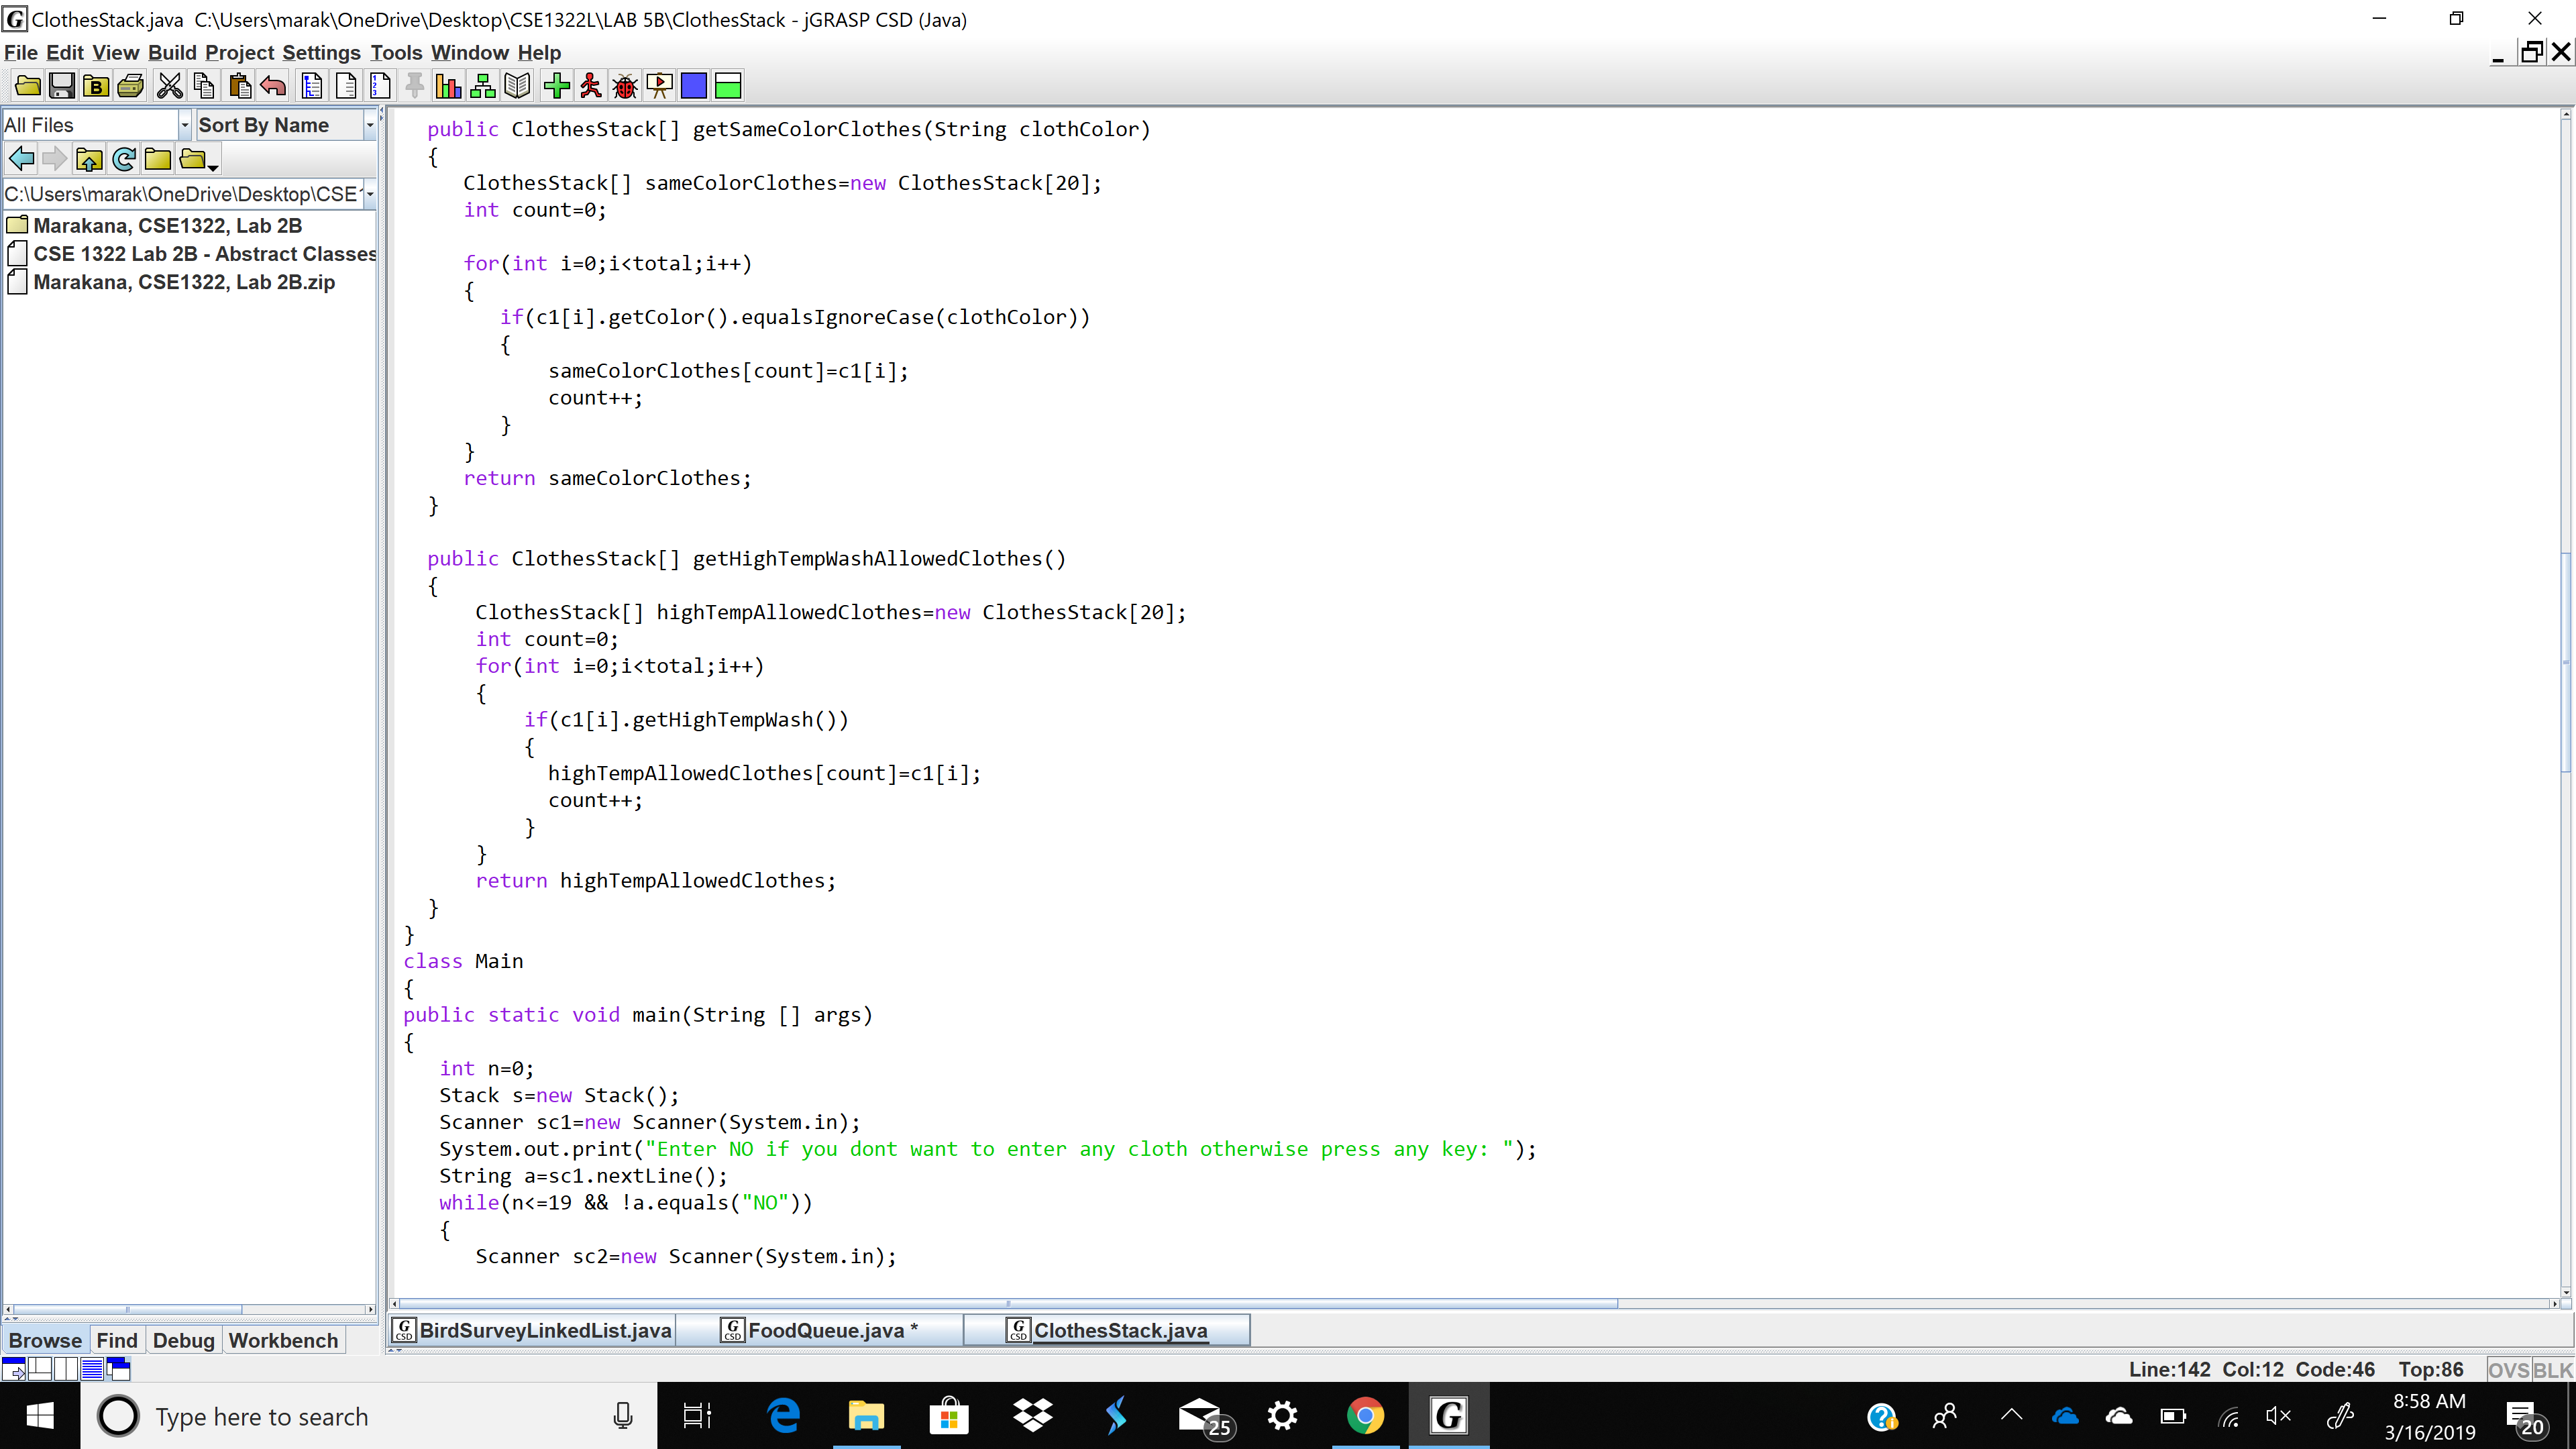 ClothesStack.java C:\Users\marak\OneDrive\Desktop\CSE1322L\LAB 5B\ClothesStack - jGRASP CSD (Java)
File Edit View Build Project Settings Tools Window Help
All Files Sort By Name
C:\Users\marak\OneDrive\Desktop\CSE1
Marakana, CSE1322, Lab 2B
CSE 1322 Lab 2B - Abstract Classes
Marakana, CSE1322, Lab 2B.zip
public ClothesStack[] getSameColorClothes(String clothColor)
{
ClothesStack[] sameColorClothes=new ClothesStack[20];
int count=0;
for(int i=0;i<total;i++)
{
if(c1[i].getColor().equalsIgnoreCase(clothColor))
{
sameColorClothes[count]=c1[i];
count++;
}
}
return sameColorClothes;
}
public ClothesStack[] getHighTempWashAllowedClothes()
{
ClothesStack[] highTempAllowedClothes=new ClothesStack[20];
int count=0;
for(int i=0;i<total;i++)
{
if(c1[i].getHighTempWash())
{
highTempAllowedClothes[count]=c1[i];
count++;
}
}
return highTempAllowedClothes;
}
}
class Main
{
public static void main(String [] args)
{
int n=0;
Stack s=new Stack();
Scanner sc1=new Scanner(System.in);
System.out.print("Enter NO if you dont want to enter any cloth otherwise press any key: ");
String a=sc1.nextLine();
while(n<=19 && !a.equals("NO"))
{
Scanner sc2=new Scanner(System.in);
BirdSurveyLinkedList.java FoodQueue.java * ClothesStack.java
Browse Find Debug Workbench
Line:142 Col:12 Code:46 Top:86 OVS BLK
Type here to search
25
8:58 AM
3/16/2019
20